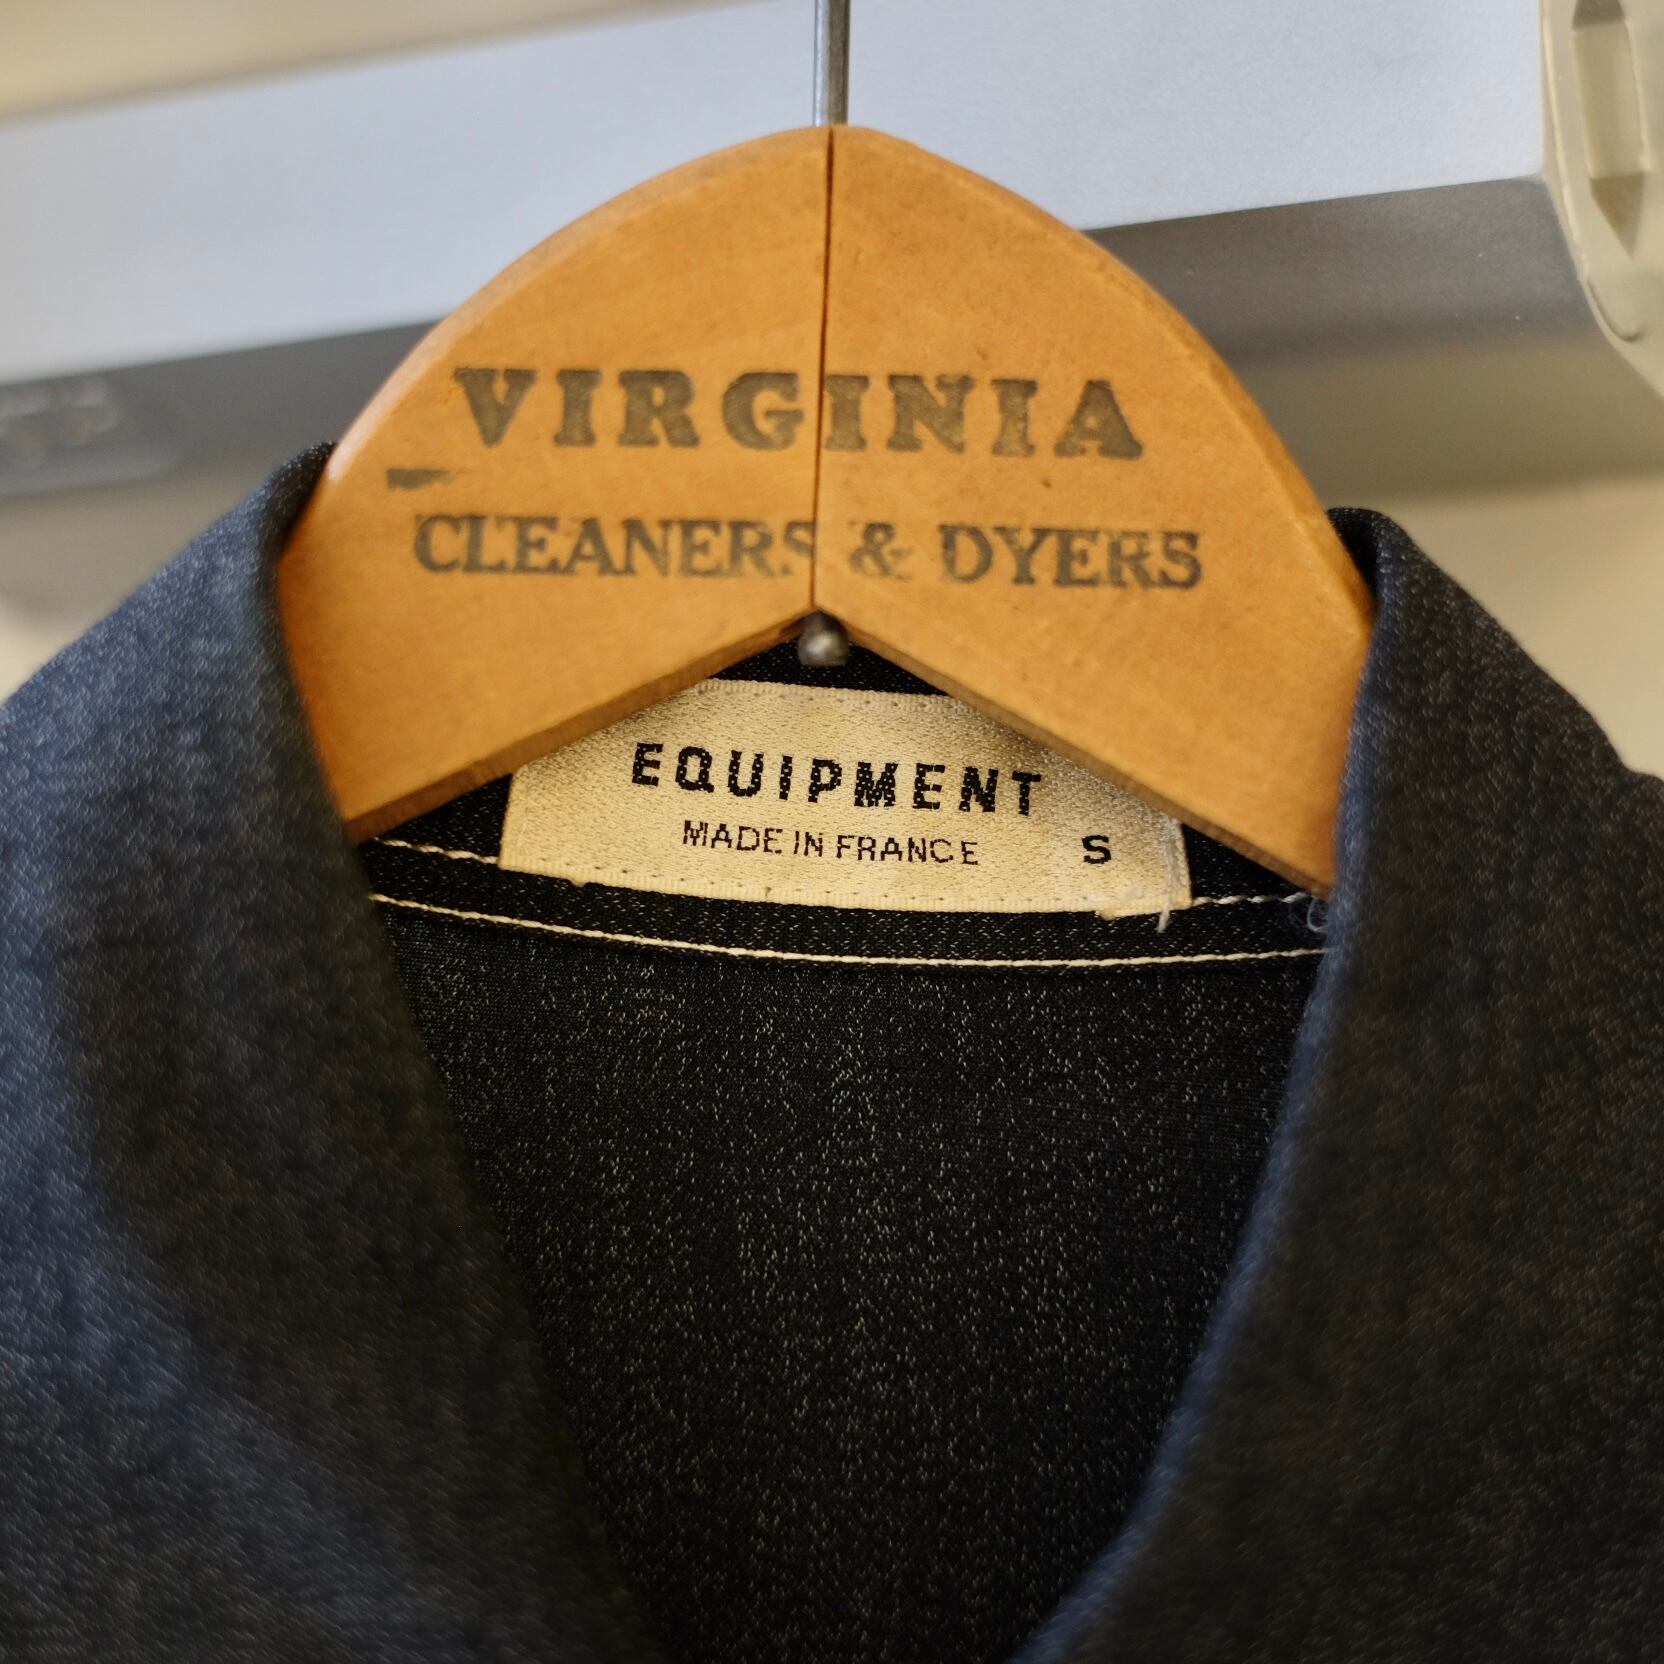 VIRGINIA
CLEANERS & DYERS
EQUIPMENT
MADE IN FRANCE
S